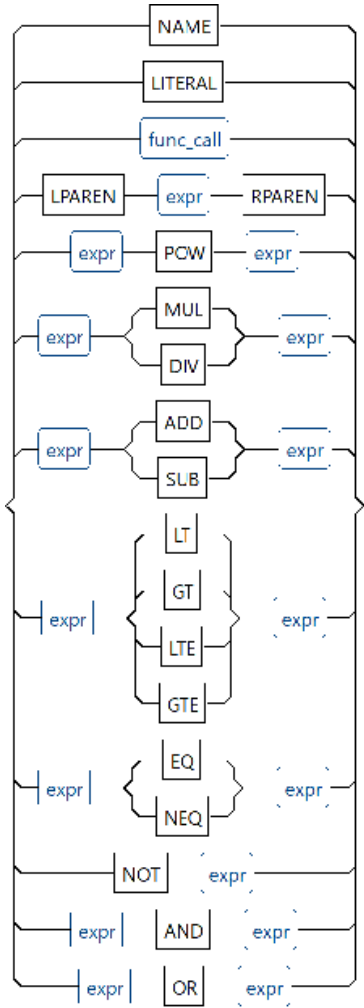 NAME
LITERAL
func_call
LPAREN expr RPAREN
expr POW expr
MUL
expr expr
DIV
ADD
expr expr
SUB
LT
GT
expr expr
LTE
GTE
EQ
expr expr
NEQ
NOT expr
expr AND expr
expr OR expr